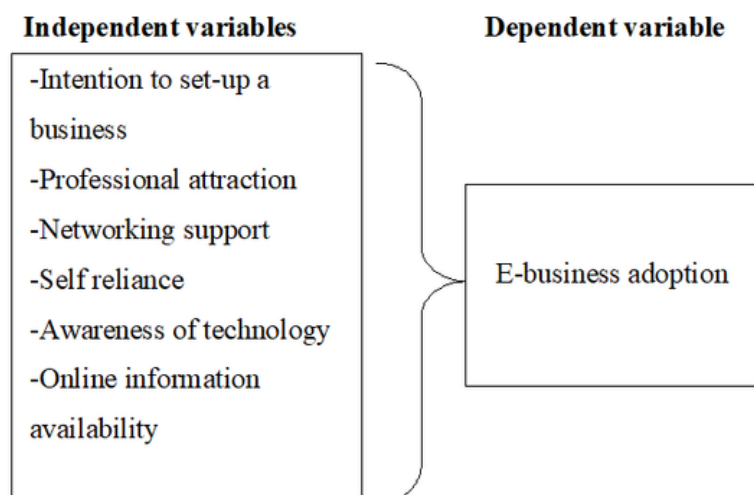 Independent variables
Dependent variable
-Intention to set-up a
business
-Professional attraction
-Networking support
-Self reliance
-Awareness of technology
-Online information
availability
E-business adoption